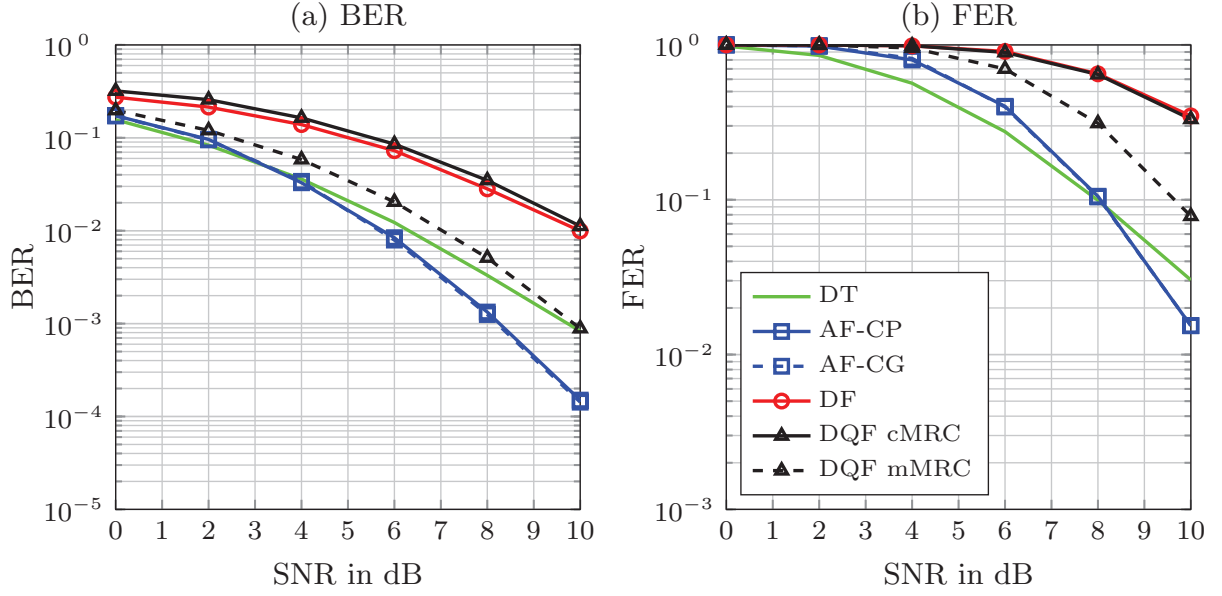 (a) BER
10^0
10^-1
10^-2
10^-3
10^-4
10^-5
BER
0 1 2 3 4 5 6 7 8 9 10
SNR in dB
(b) FER
10^0
10^-1
10^-2
10^-3
FER
0 1 2 3 4 5 6 7 8 9 10
SNR in dB
DT
AF-CP
AF-CG
DF
DQF cMRC
DQF mMRC